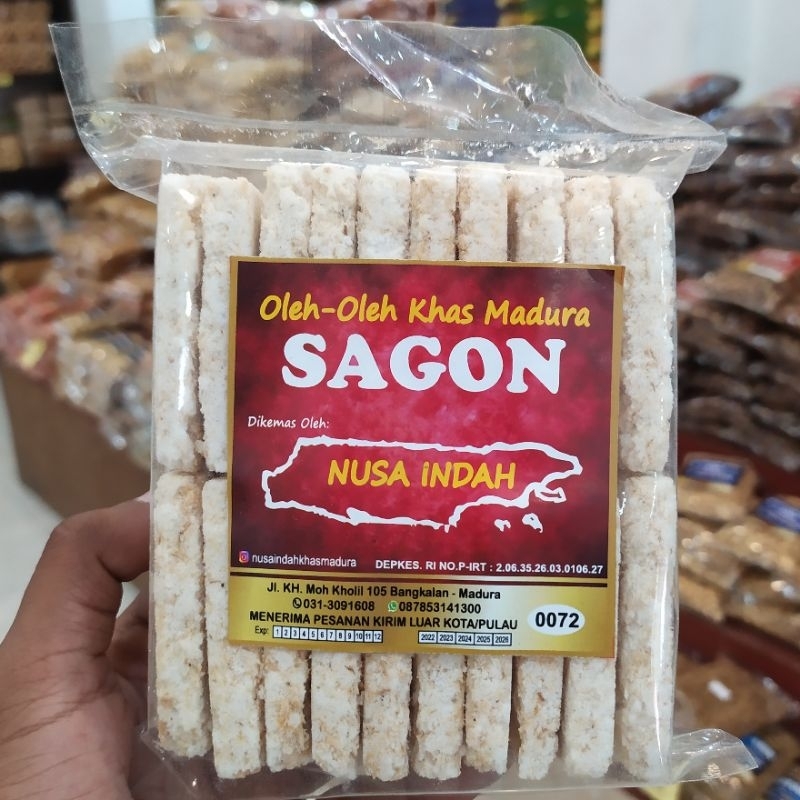 Oleh-Oleh Khas Madura
SAGON
Dikemas Oleh:
NUSA iNDAH
nusaindahkhasmadura
DEPKES. RI NO.P-IRT : 2.06.35.26.03.0106.27
Jl. KH. Moh Kholil 105 Bangkalan - Madura
031-3091608 087853141300
MENERIMA PESANAN KIRIM LUAR KOTA/PULAU
0072
Exp: 1 2 3 4 5 6 7 8 9 10 11 12 2022 2023 2024 2025 2026